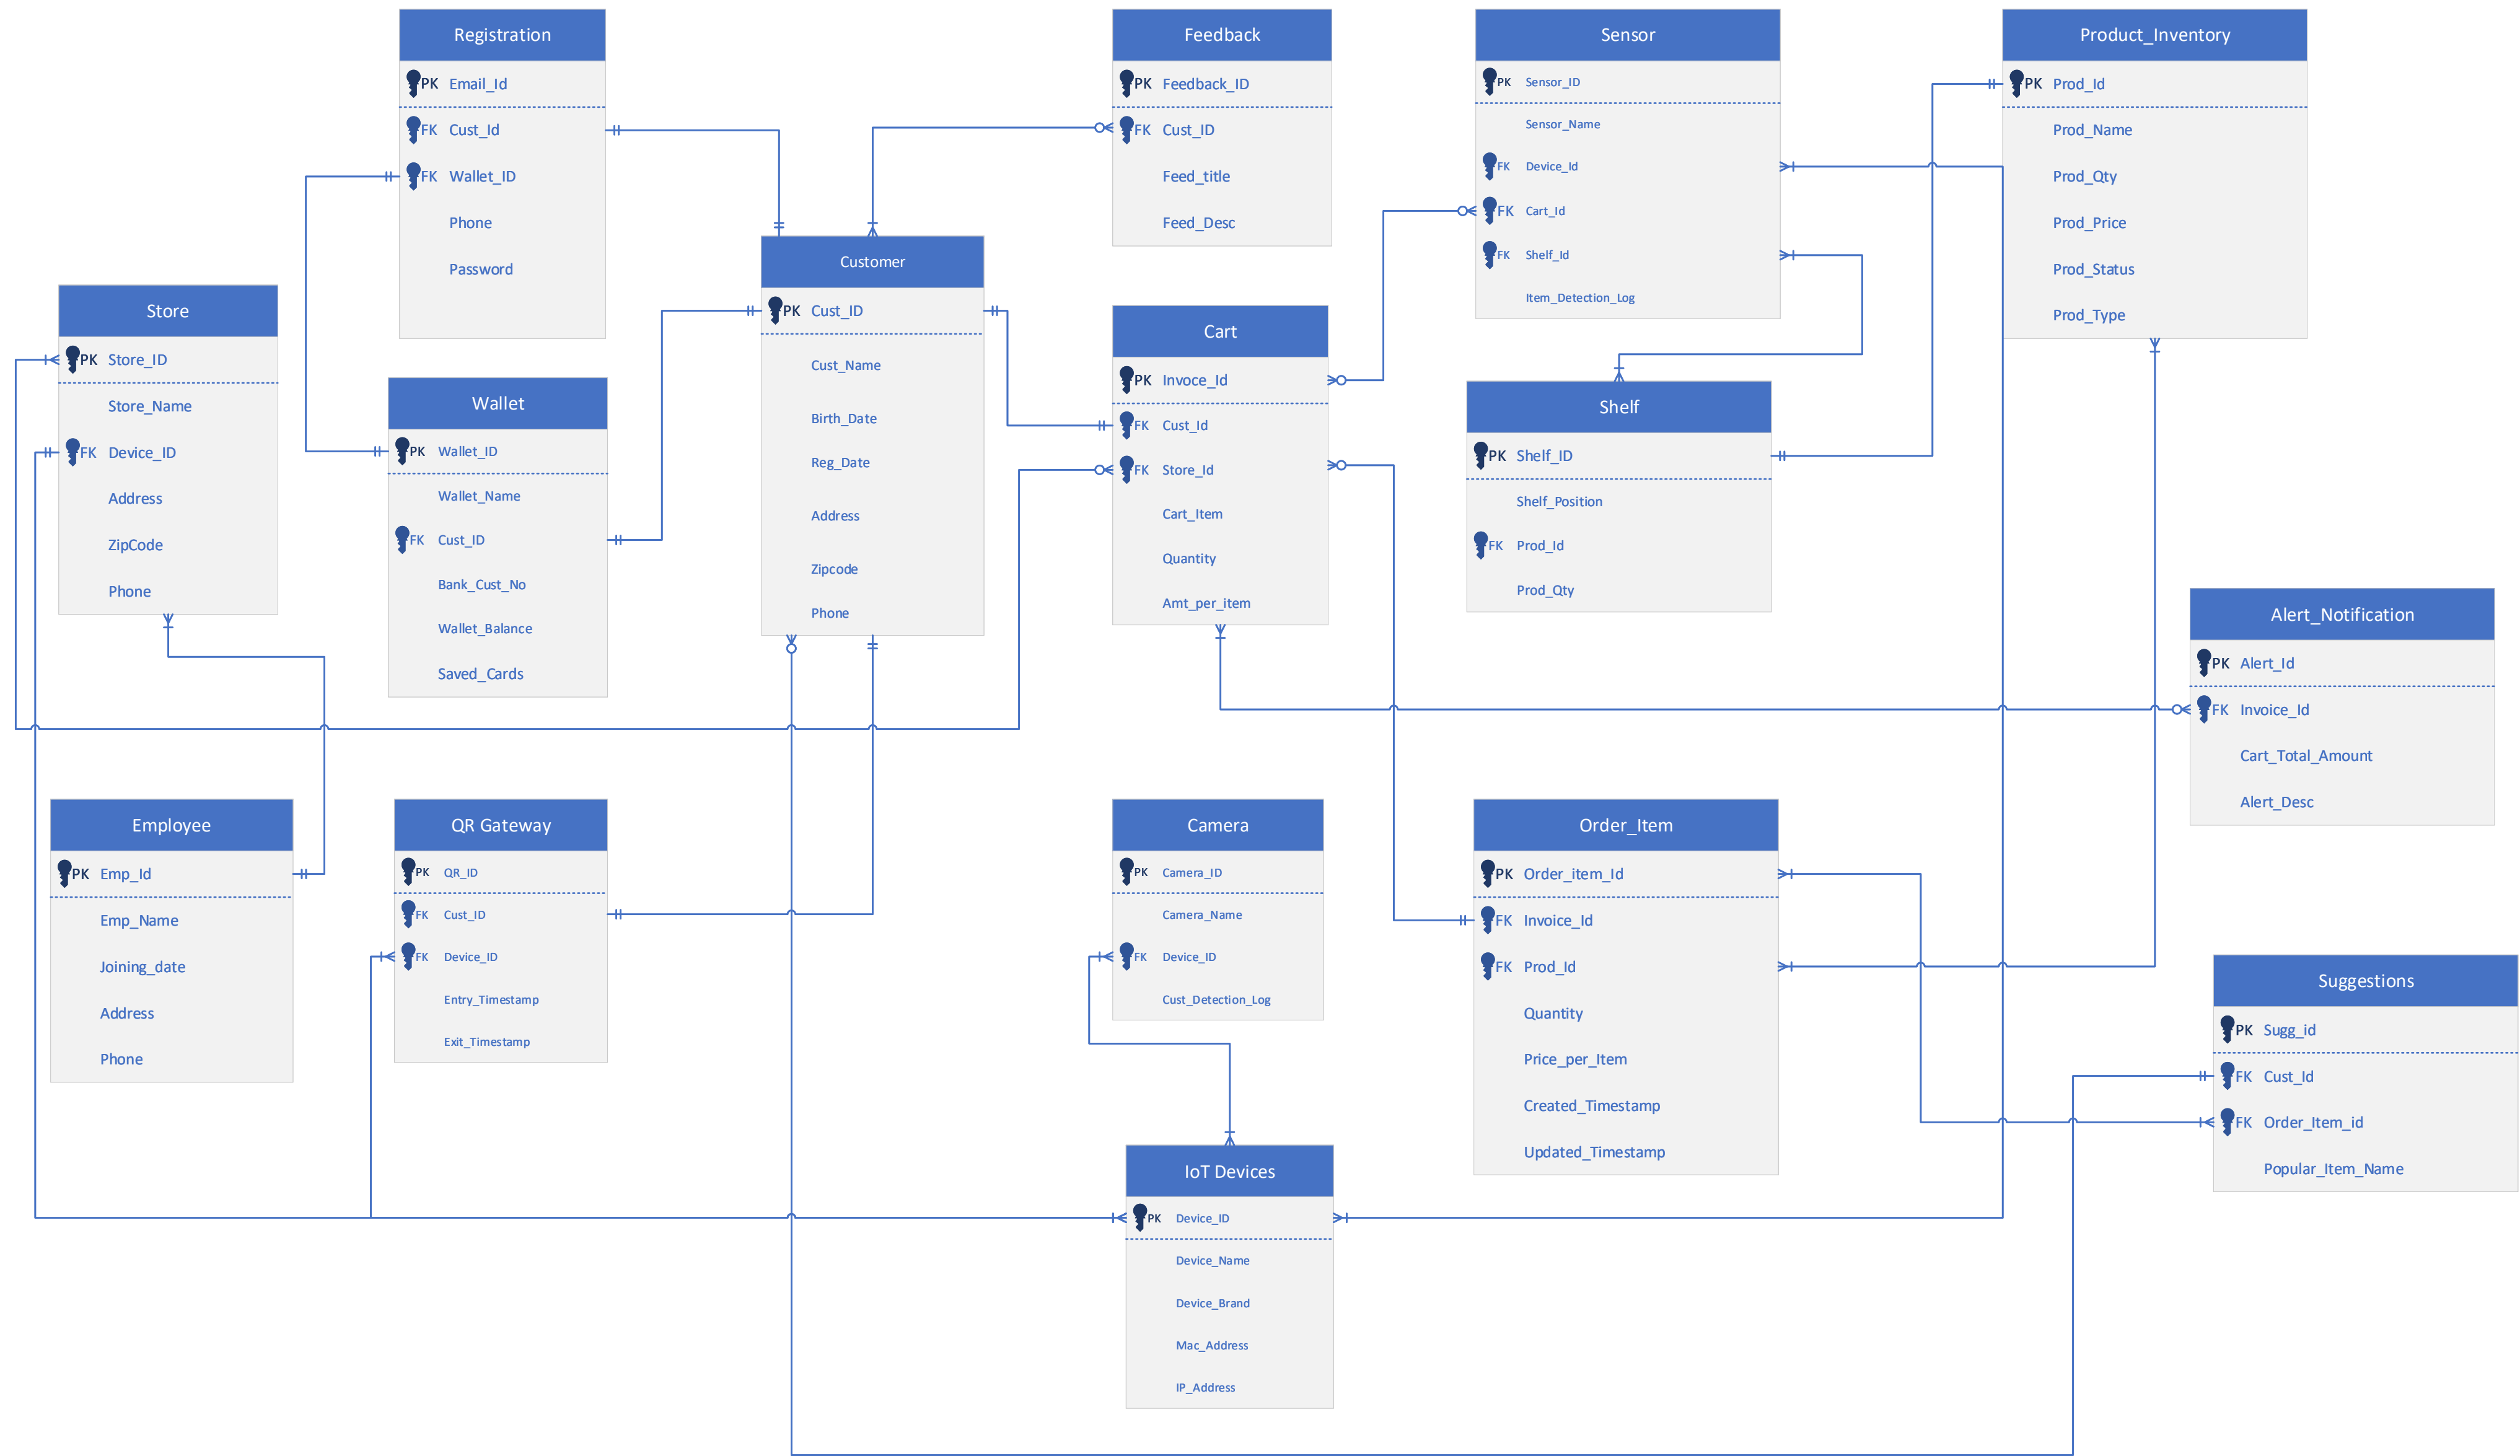 Registration
PK Email_Id
FK Cust_Id
FK Wallet_ID
Phone
Password
Feedback
PK Feedback_ID
FK Cust_ID
Feed_title
Feed_Desc
Sensor
PK Sensor_ID
Sensor_Name
FK Device_Id
FK Cart_Id
FK Shelf_Id
Item_Detection_Log
Product_Inventory
PK Prod_Id
Prod_Name
Prod_Qty
Prod_Price
Prod_Status
Prod_Type
Store
PK Store_ID
Store_Name
FK Device_ID
Address
ZipCode
Phone
Wallet
PK Wallet_ID
Wallet_Name
FK Cust_ID
Bank_Cust_No
Wallet_Balance
Saved_Cards
Customer
PK Cust_ID
Cust_Name
Birth_Date
Reg_Date
Address
Zipcode
Phone
Cart
PK Invoce_Id
FK Cust_Id
FK Store_Id
Cart_Item
Quantity
Amt_per_item
Shelf
PK Shelf_ID
Shelf_Position
FK Prod_Id
Prod_Qty
Alert_Notification
PK Alert_Id
FK Invoice_Id
Cart_Total_Amount
Alert_Desc
Employee
PK Emp_Id
Emp_Name
Joining_date
Address
Phone
QR Gateway
PK QR_ID
FK Cust_ID
FK Device_ID
Entry_Timestamp
Exit_Timestamp
Camera
PK Camera_ID
Camera_Name
FK Device_ID
Cust_Detection_Log
Order_Item
PK Order_item_Id
FK Invoice_Id
FK Prod_Id
Quantity
Price_per_Item
Created_Timestamp
Updated_Timestamp
Suggestions
PK Sugg_id
FK Cust_Id
FK Order_Item_id
Popular_Item_Name
IoT Devices
PK Device_ID
Device_Name
Device_Brand
Mac_Address
IP_Address